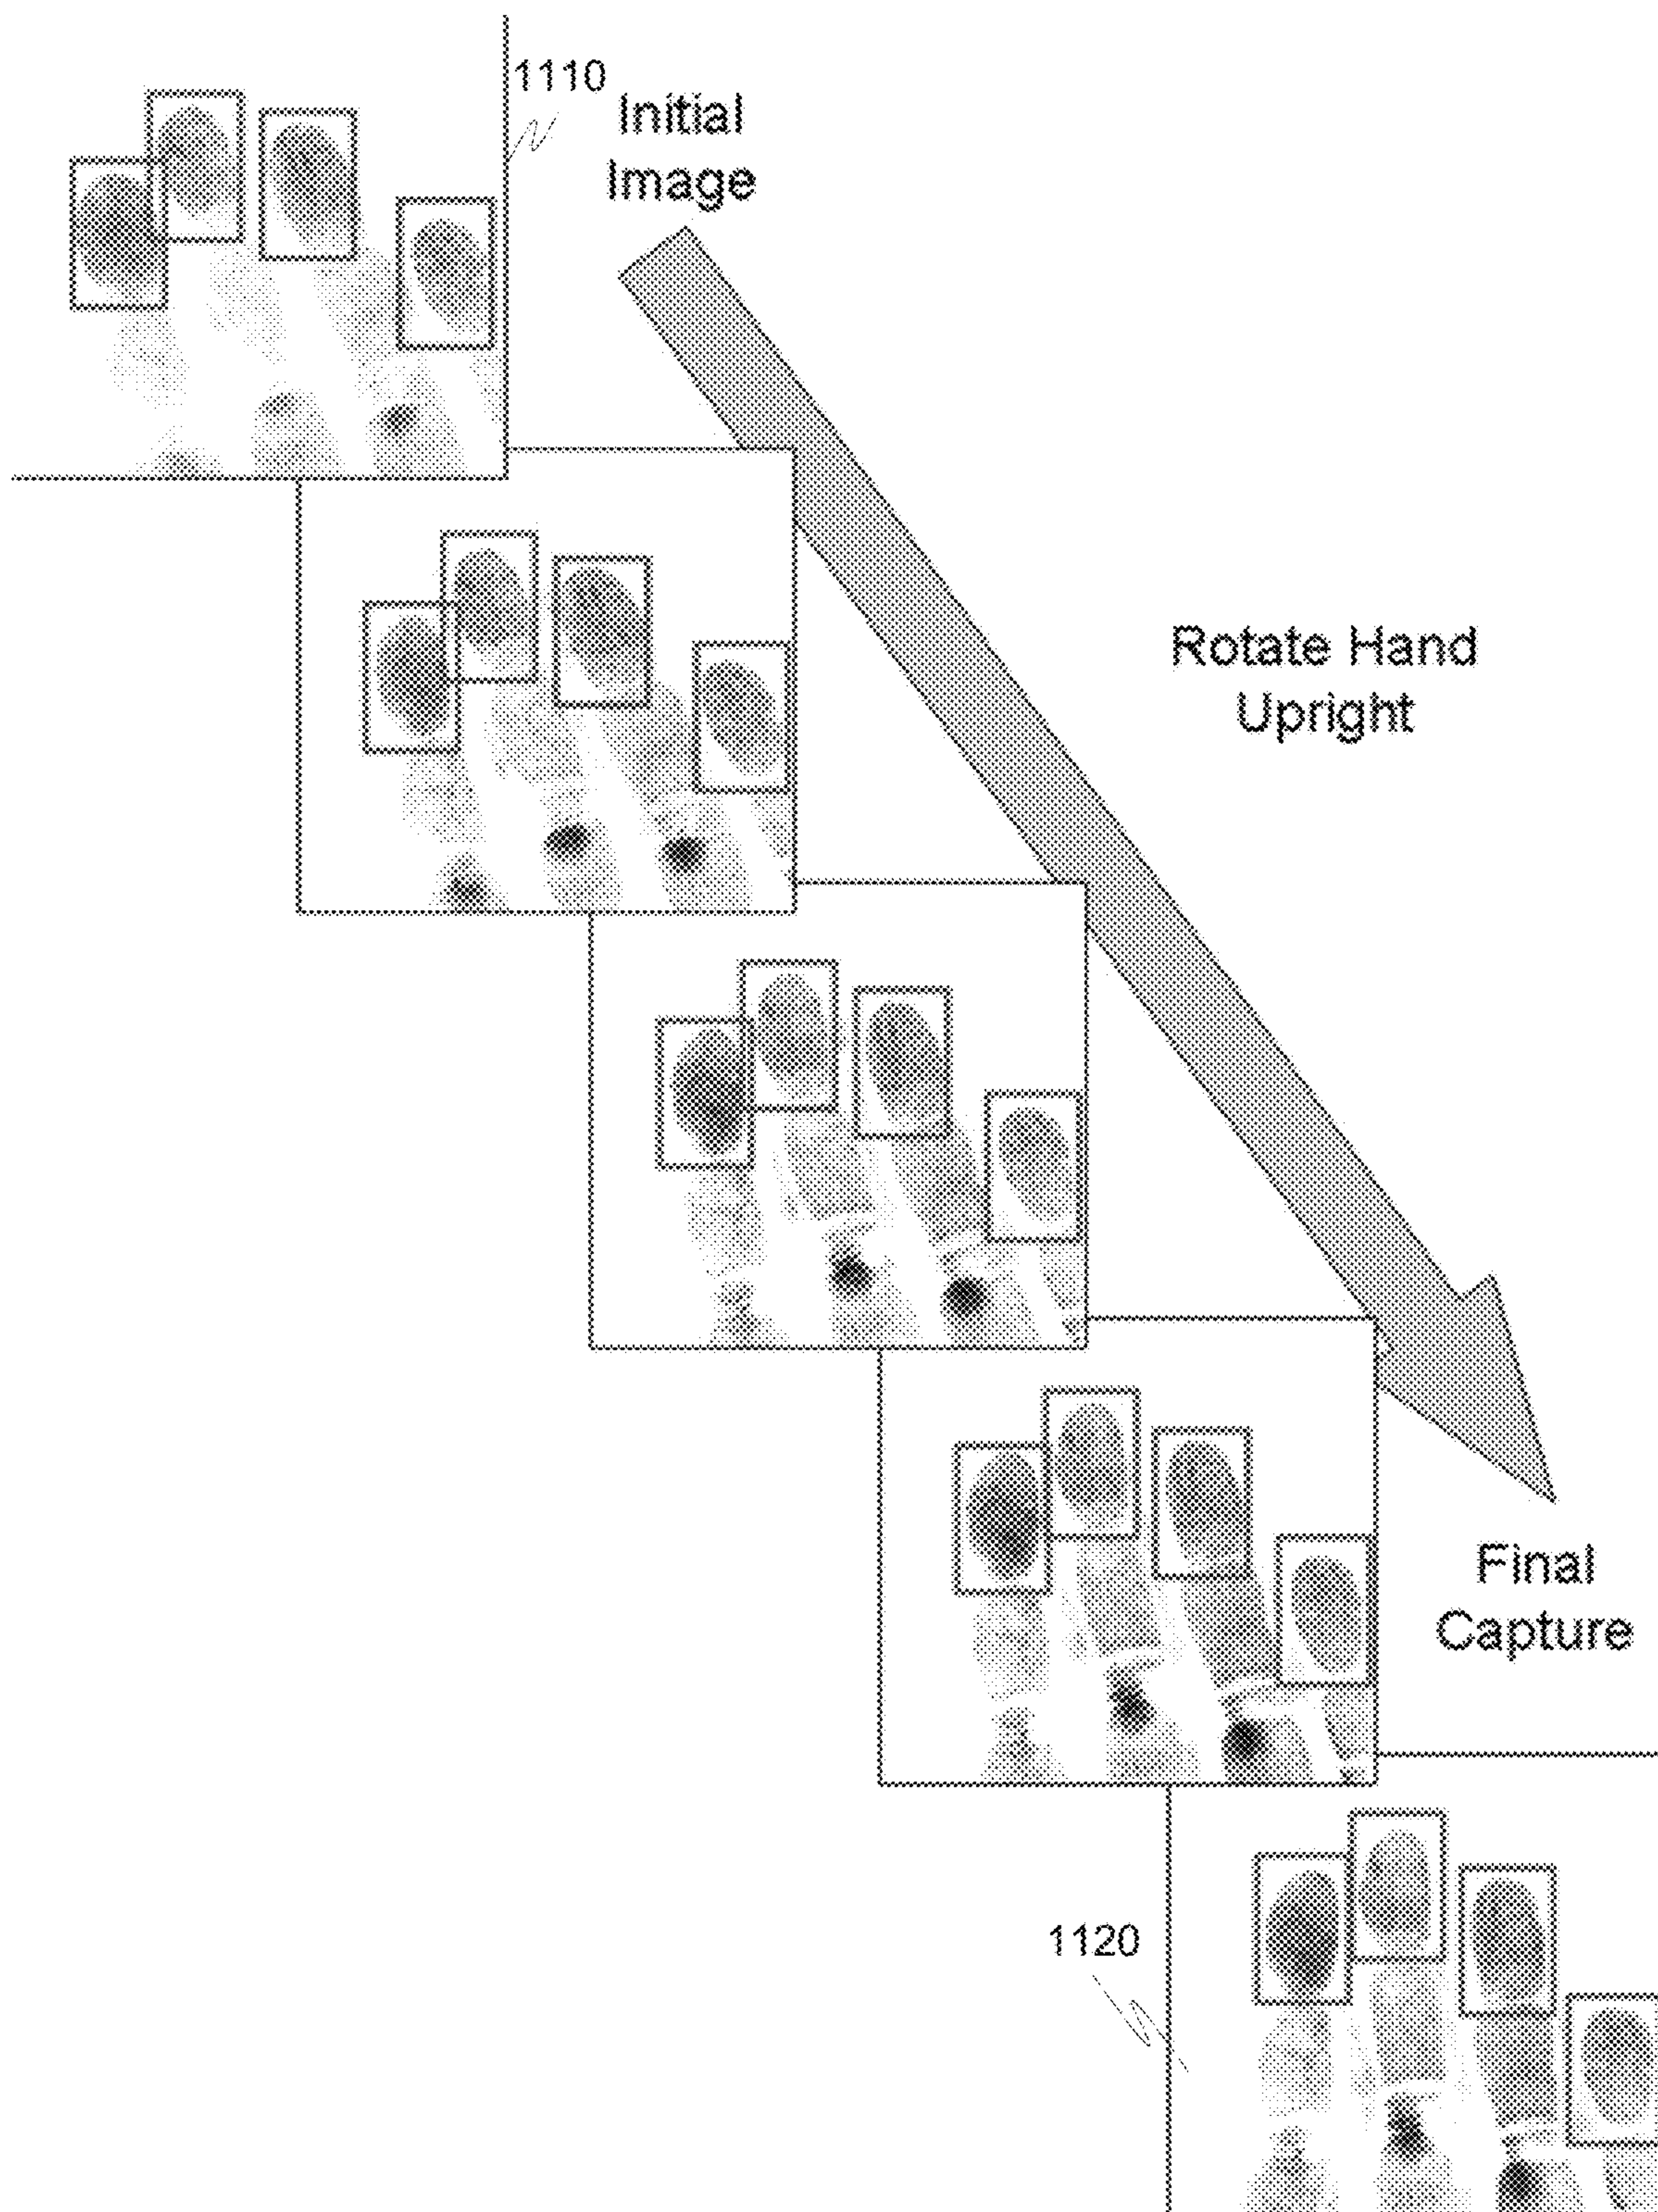 1110
Initial
Image
Rotate Hand
Upright
Final
Capture
1120